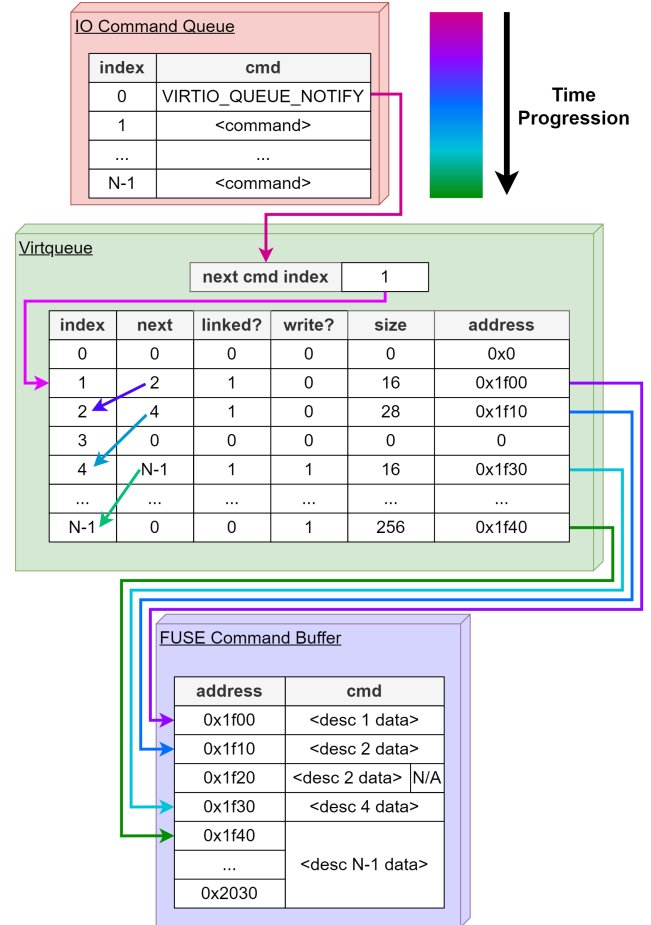 IO Command Queue
index cmd
0 VIRTIO_QUEUE_NOTIFY
1 <command>
... ...
N-1 <command>
Time
Progression
Virtqueue
next cmd index 1
index next linked? write? size address
0 0 0 0 0 0x0
1 2 1 0 16 0x1f00
2 4 1 0 28 0x1f10
3 0 0 0 0 0
4 N-1 1 1 16 0x1f30
... ... ... ... ... ...
N-1 0 0 1 256 0x1f40
FUSE Command Buffer
address cmd
0x1f00 <desc 1 data>
0x1f10 <desc 2 data>
0x1f20 <desc 2 data> N/A
0x1f30 <desc 4 data>
0x1f40
... <desc N-1 data>
0x2030